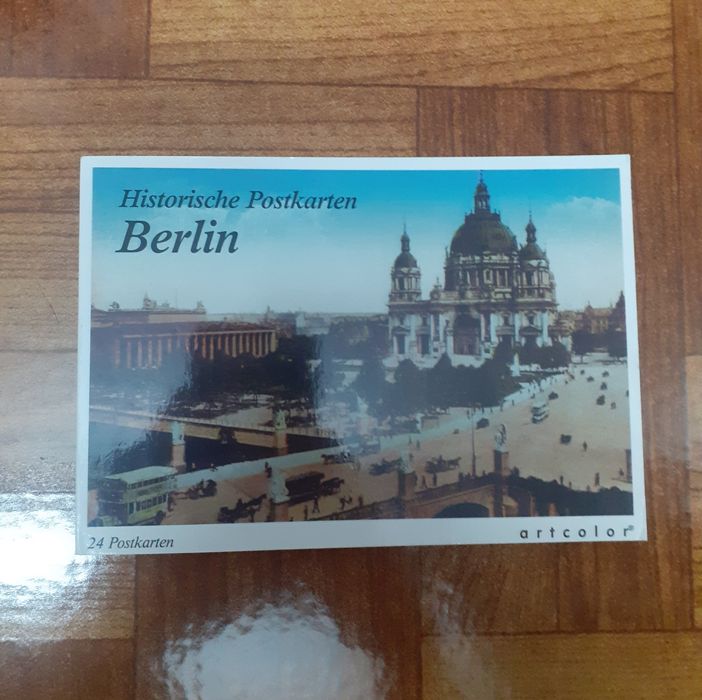 Historische Postkarten
Berlin
24 Postkarten
artcolor®